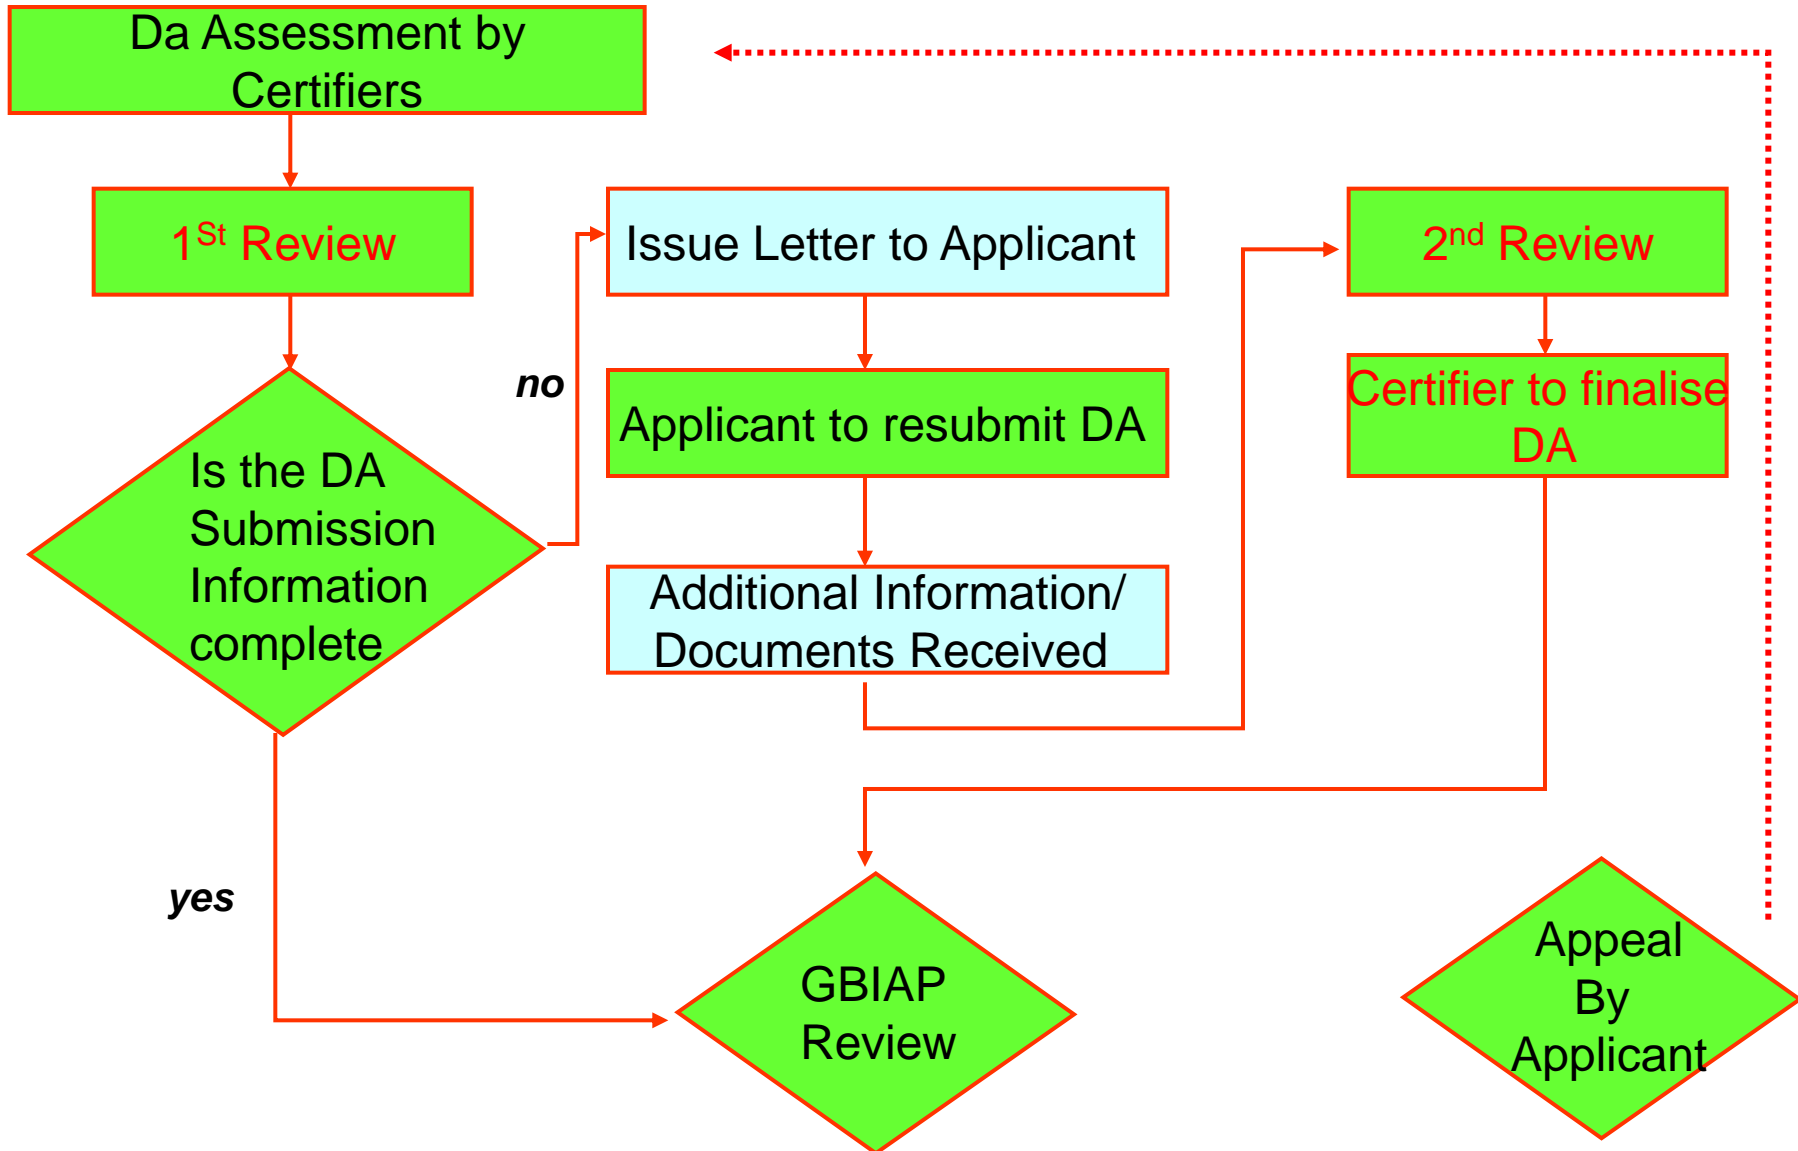 Da Assessment by
Certifiers
1St Review
Is the DA
Submission
Information
complete
no
yes
Issue Letter to Applicant
Applicant to resubmit DA
Additional Information/
Documents Received
2nd Review
Certifier to finalise
DA
GBIAP
Review
Appeal
By
Applicant